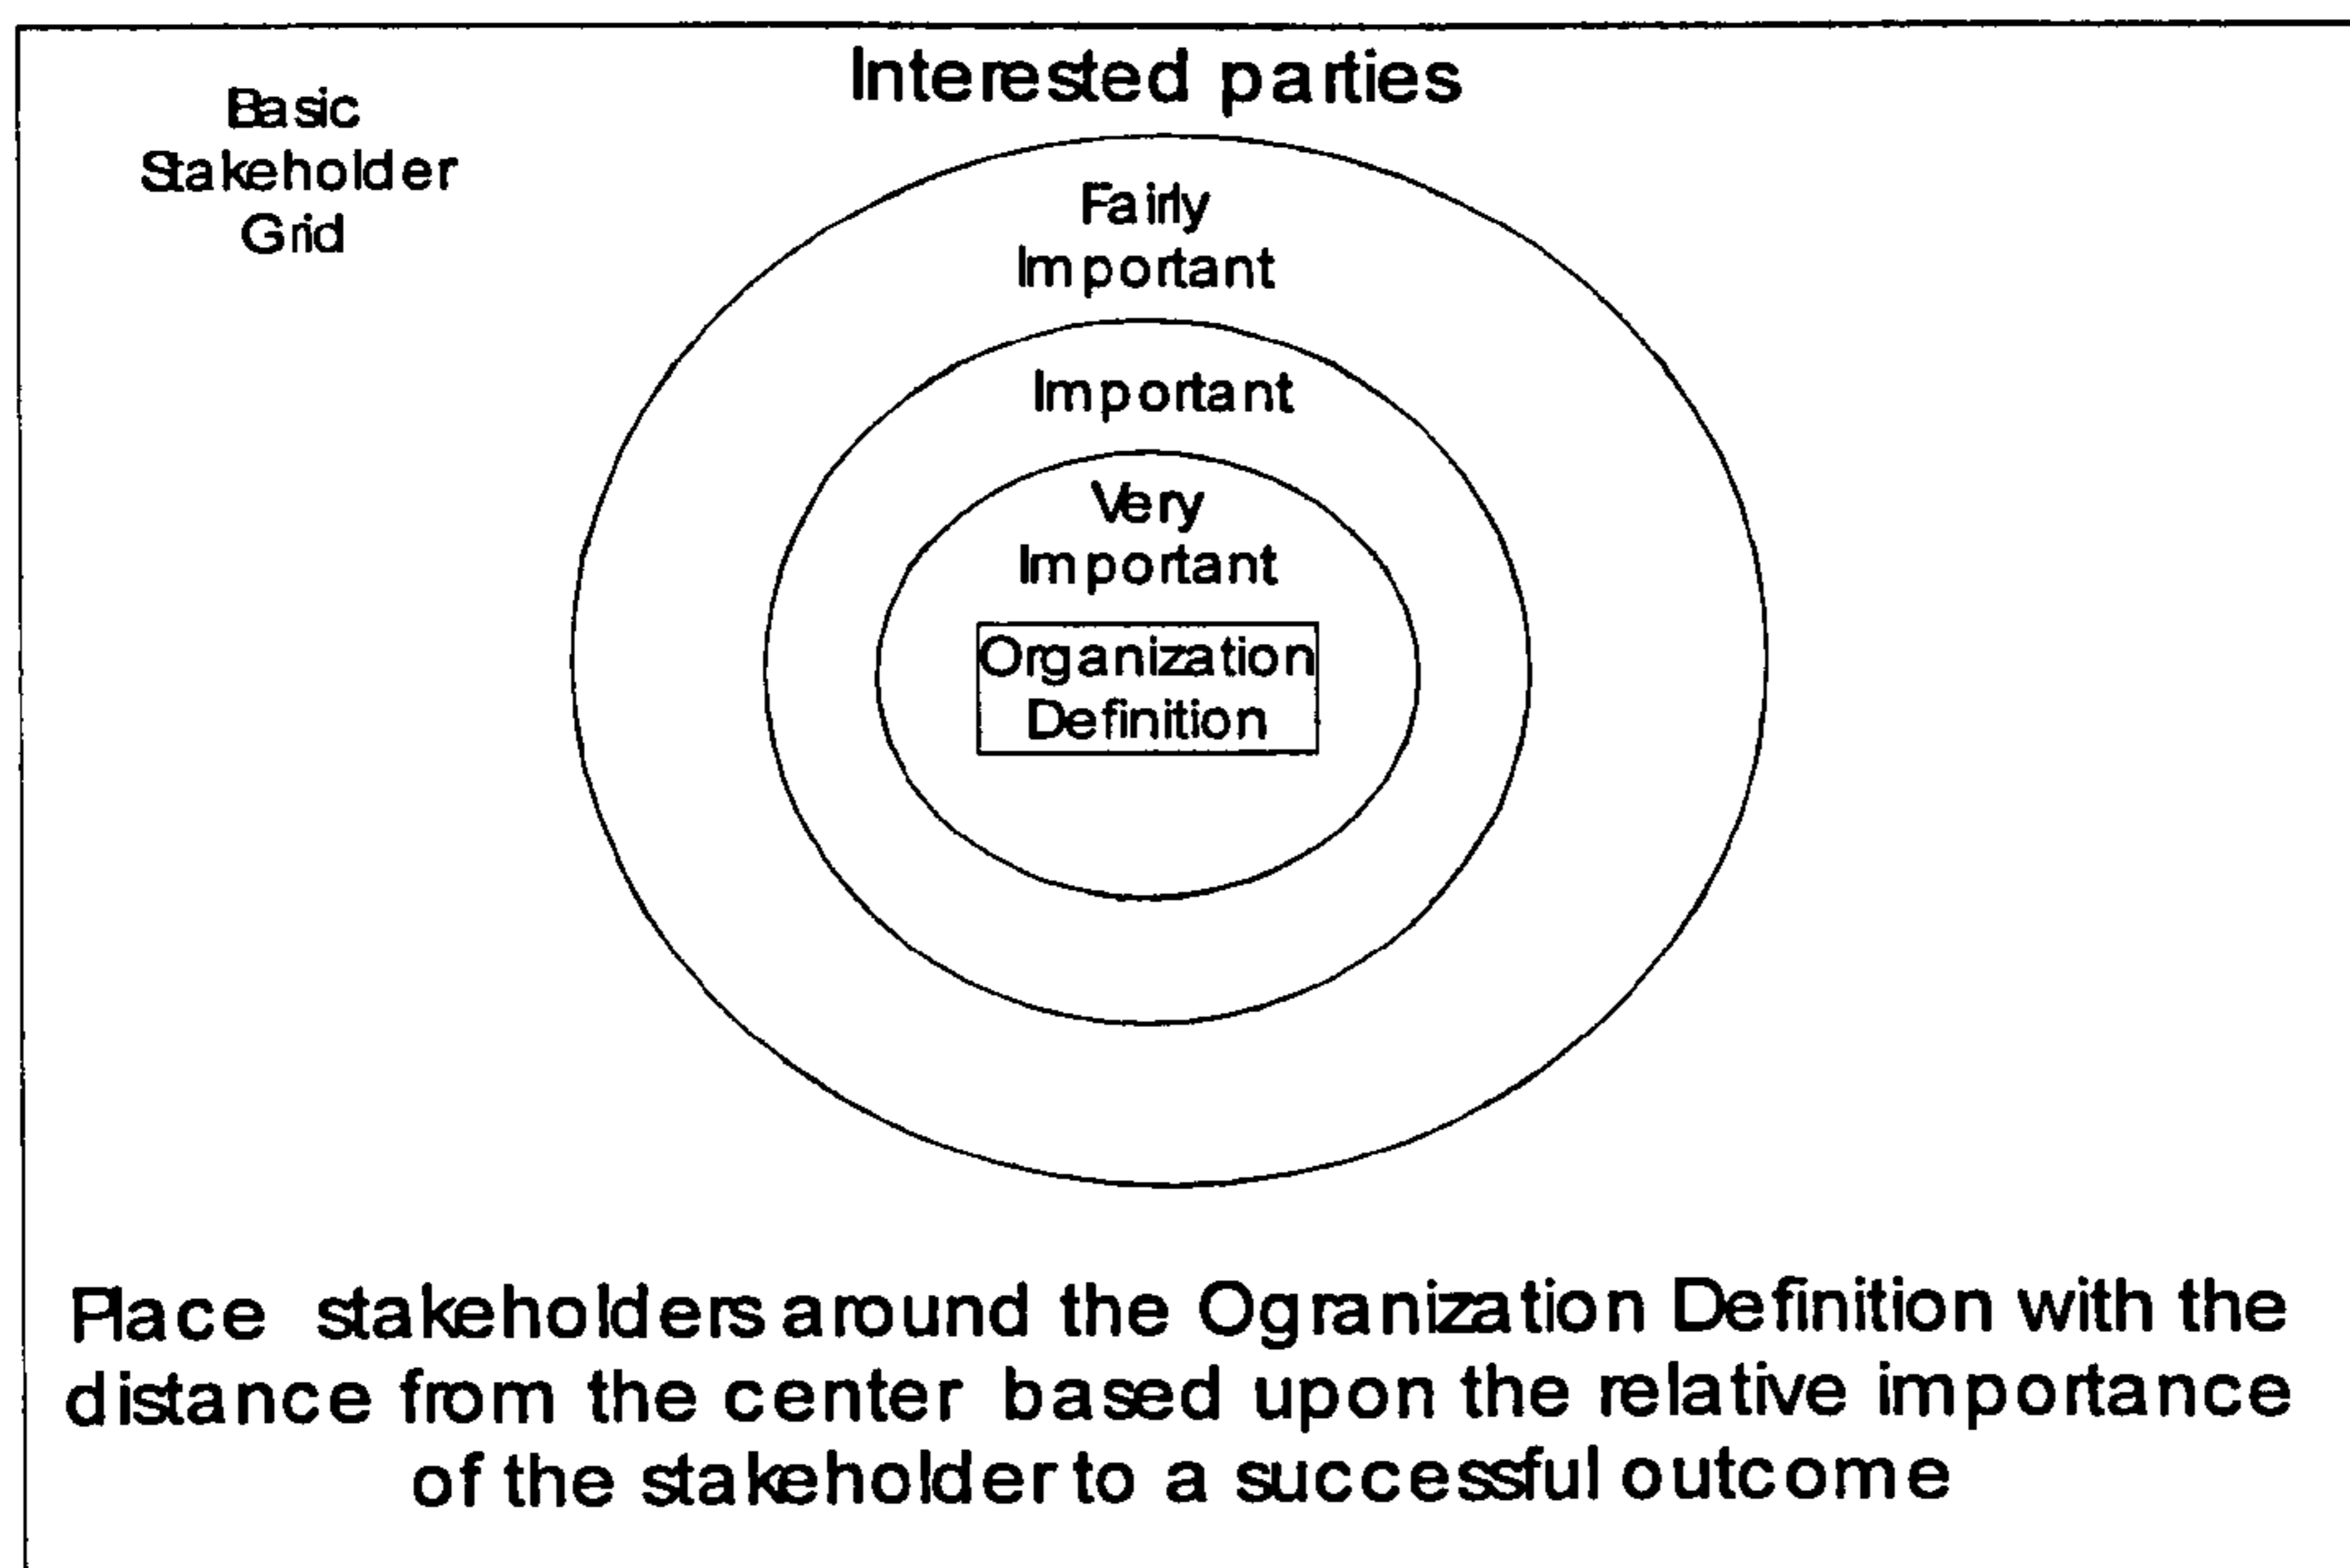 Interested parties
Basic
Stakeholder
Grid
Fairly
Important
Important
Very
Important
Organization
Definition
Place stakeholders around the Ogranization Definition with the
distance from the center based upon the relative importance
of the stakeholder to a successful outcome